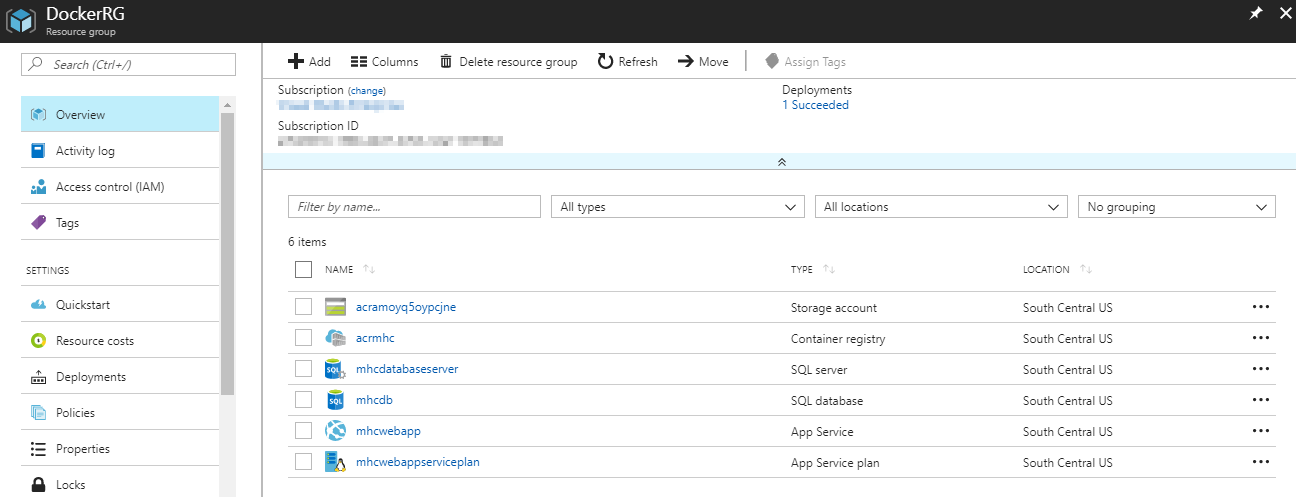 DockerRG
Resource group
Search (Ctrl+/)
Overview
Activity log
Access control (IAM)
Tags
SETTINGS
Quickstart
Resource costs
Deployments
Policies
Properties
Locks
Add Columns Delete resource group Refresh Move Assign Tags
Subscription (change) Deployments
1 Succeeded
Subscription ID
Filter by name... All types All locations No grouping
6 items
NAME TYPE LOCATION
acramoyq5oypcjne Storage account South Central US
acrmhc Container registry South Central US
mhcdatabaseserver SQL server South Central US
mhcdb SQL database South Central US
mhcwebapp App Service South Central US
mhcwebappserviceplan App Service plan South Central US